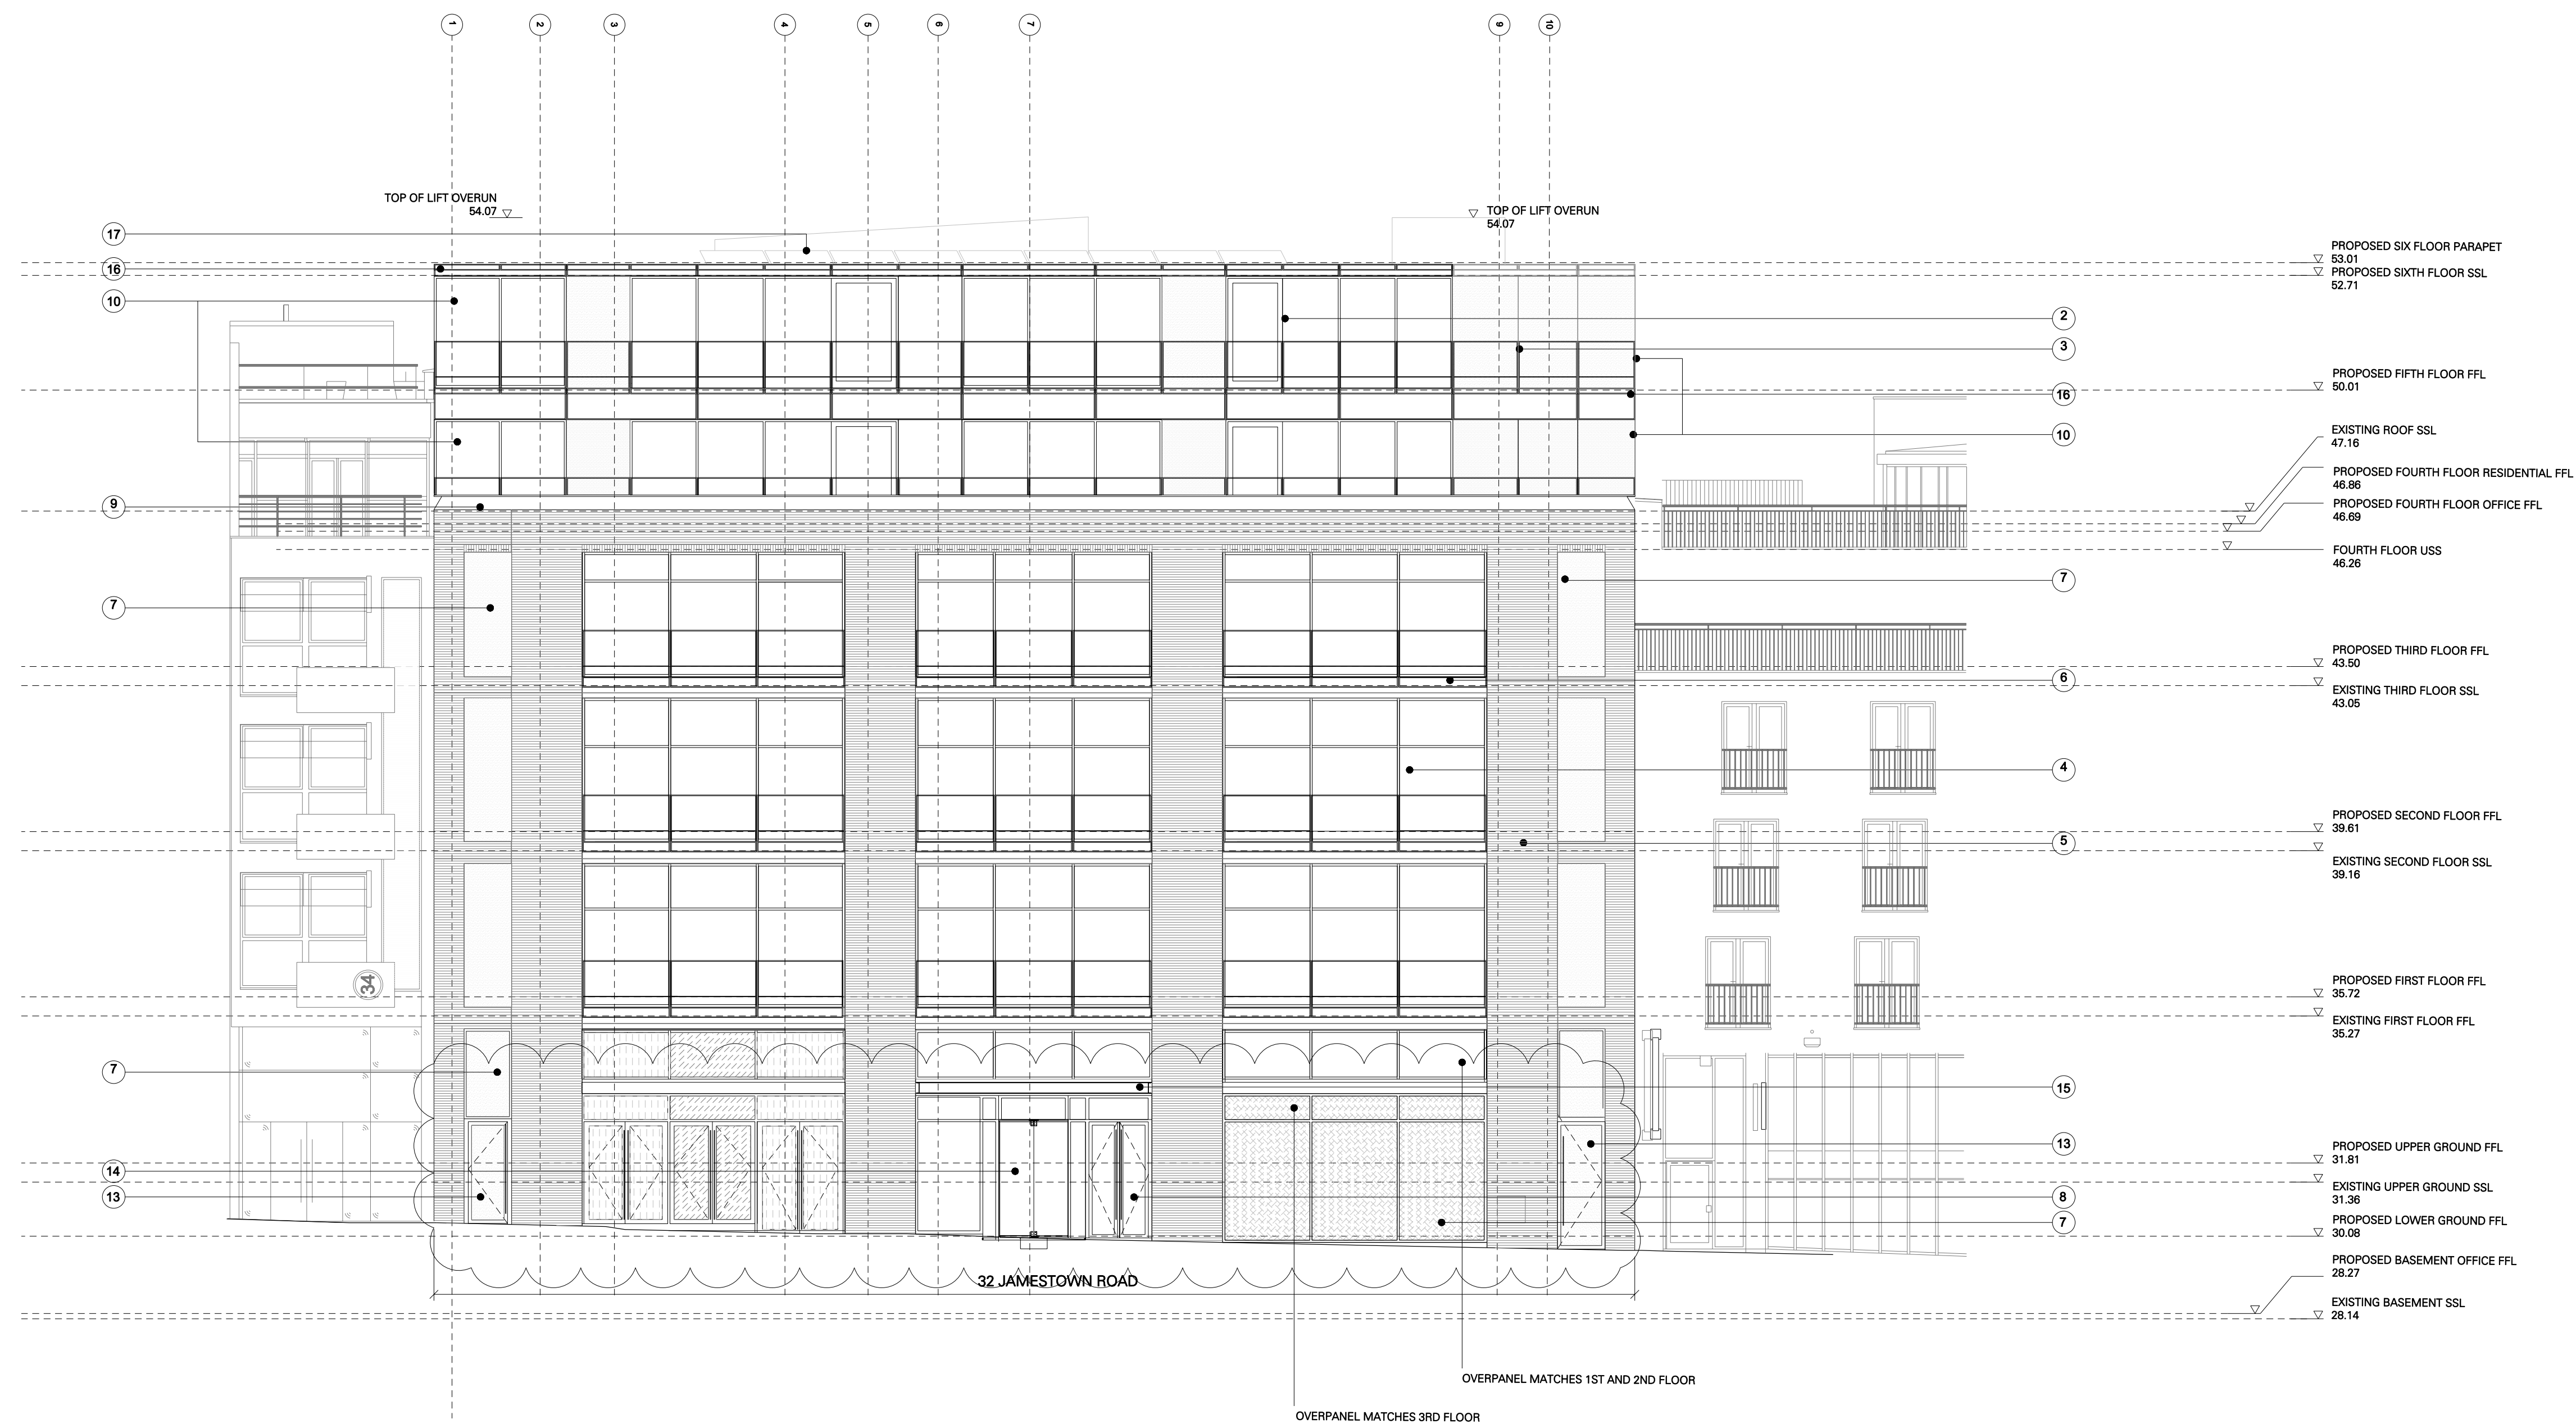 1 2 3 4 5 6 7 9 10
TOP OF LIFT OVERUN
54.07
TOP OF LIFT OVERUN
54.07
17
16
10
9
7
7
14
13
2
3
16
10
7
6
4
5
15
13
8
7
PROPOSED SIX FLOOR PARAPET
53.01
PROPOSED SIXTH FLOOR SSL
52.71
PROPOSED FIFTH FLOOR FFL
50.01
EXISTING ROOF SSL
47.16
PROPOSED FOURTH FLOOR RESIDENTIAL FFL
46.86
PROPOSED FOURTH FLOOR OFFICE FFL
46.69
FOURTH FLOOR USS
46.26
PROPOSED THIRD FLOOR FFL
43.50
EXISTING THIRD FLOOR SSL
43.05
PROPOSED SECOND FLOOR FFL
39.61
EXISTING SECOND FLOOR SSL
39.16
PROPOSED FIRST FLOOR FFL
35.72
EXISTING FIRST FLOOR FFL
35.27
PROPOSED UPPER GROUND FFL
31.81
EXISTING UPPER GROUND SSL
31.36
PROPOSED LOWER GROUND FFL
30.08
PROPOSED BASEMENT OFFICE FFL
28.27
EXISTING BASEMENT SSL
28.14
34
32 JAMESTOWN ROAD
OVERPANEL MATCHES 1ST AND 2ND FLOOR
OVERPANEL MATCHES 3RD FLOOR